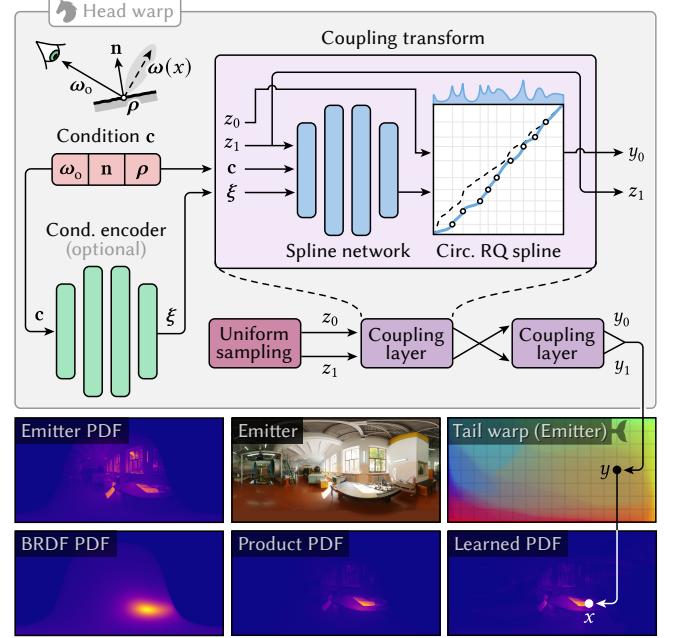 Head warp
Coupling transform
n
ω(x)
ωo
ρ
Condition c
ωo n ρ
z0
z1
c
ξ
y0
z1
Spline network
Circ. RQ spline
Cond. encoder
(optional)
c
ξ
Uniform
sampling
z0
z1
Coupling
layer
Coupling
layer
y0
y1
Emitter PDF
Emitter
Tail warp (Emitter)
y
BRDF PDF
Product PDF
Learned PDF
x